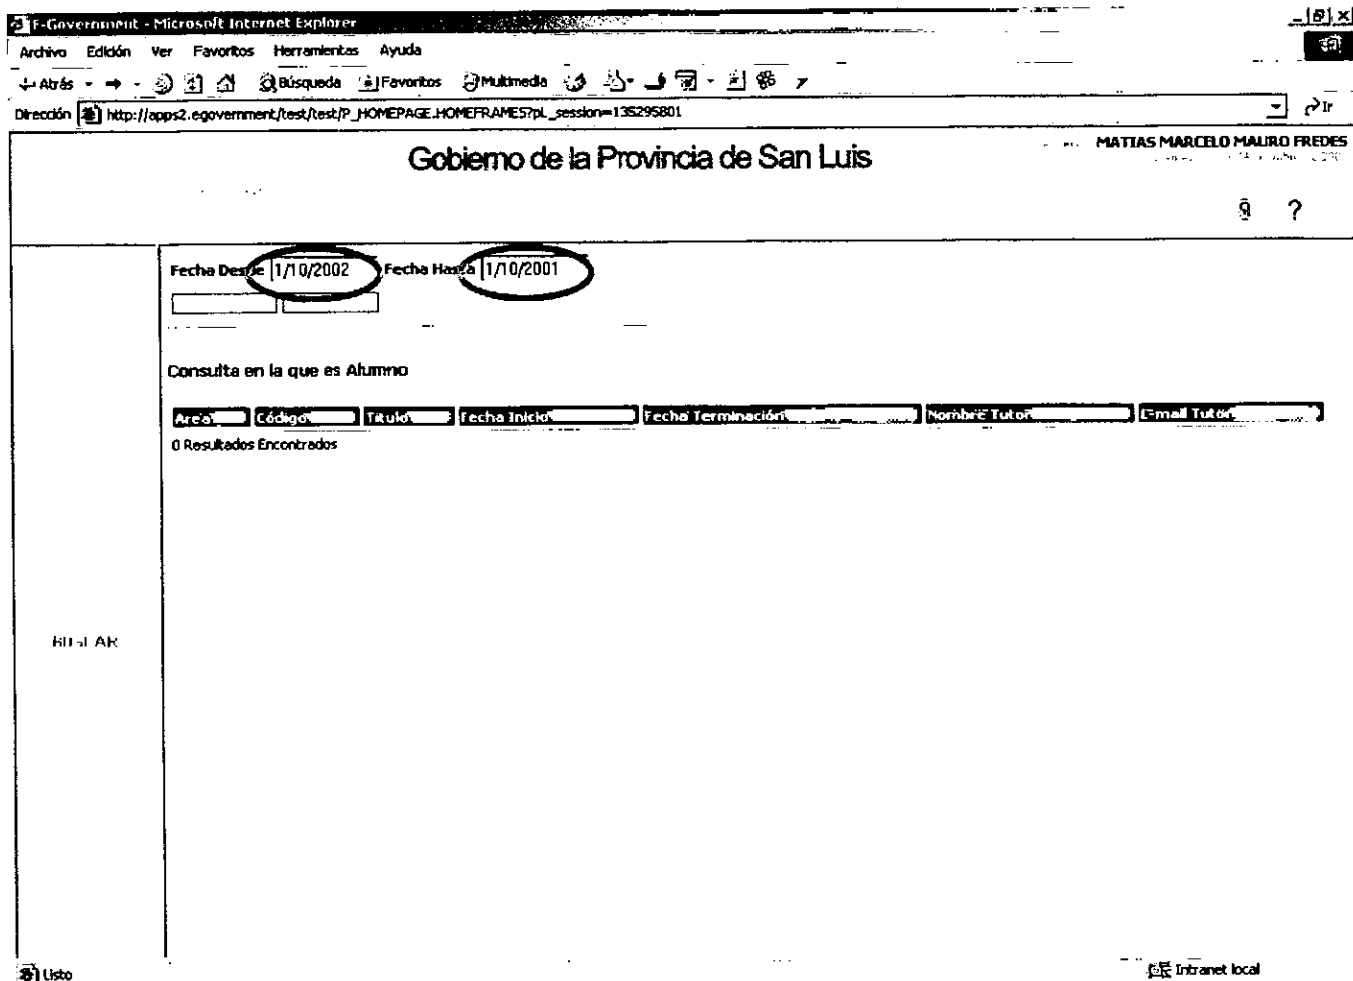 E-Government - Microsoft Internet Explorer
Archivo Edición Ver Favoritos Herramientas Ayuda
Atrás Búsqueda Favoritos Multimedia
Dirección http://apps2.egovernment/test/test/P_HOMEPAGE.HOMEFRAMES?pL_session=135295801 Ir
Gobierno de la Provincia de San Luis
MATIAS MARCELO MAURO FREDES
?
Fecha Desde 1/10/2002 Fecha Hasta 1/10/2001
Consulta en la que es Alumno
Area Código Titulo Fecha Inicio Fecha Terminación Nombre Tutor E-mail Tutor
0 Resultados Encontrados
Listo
Intranet local